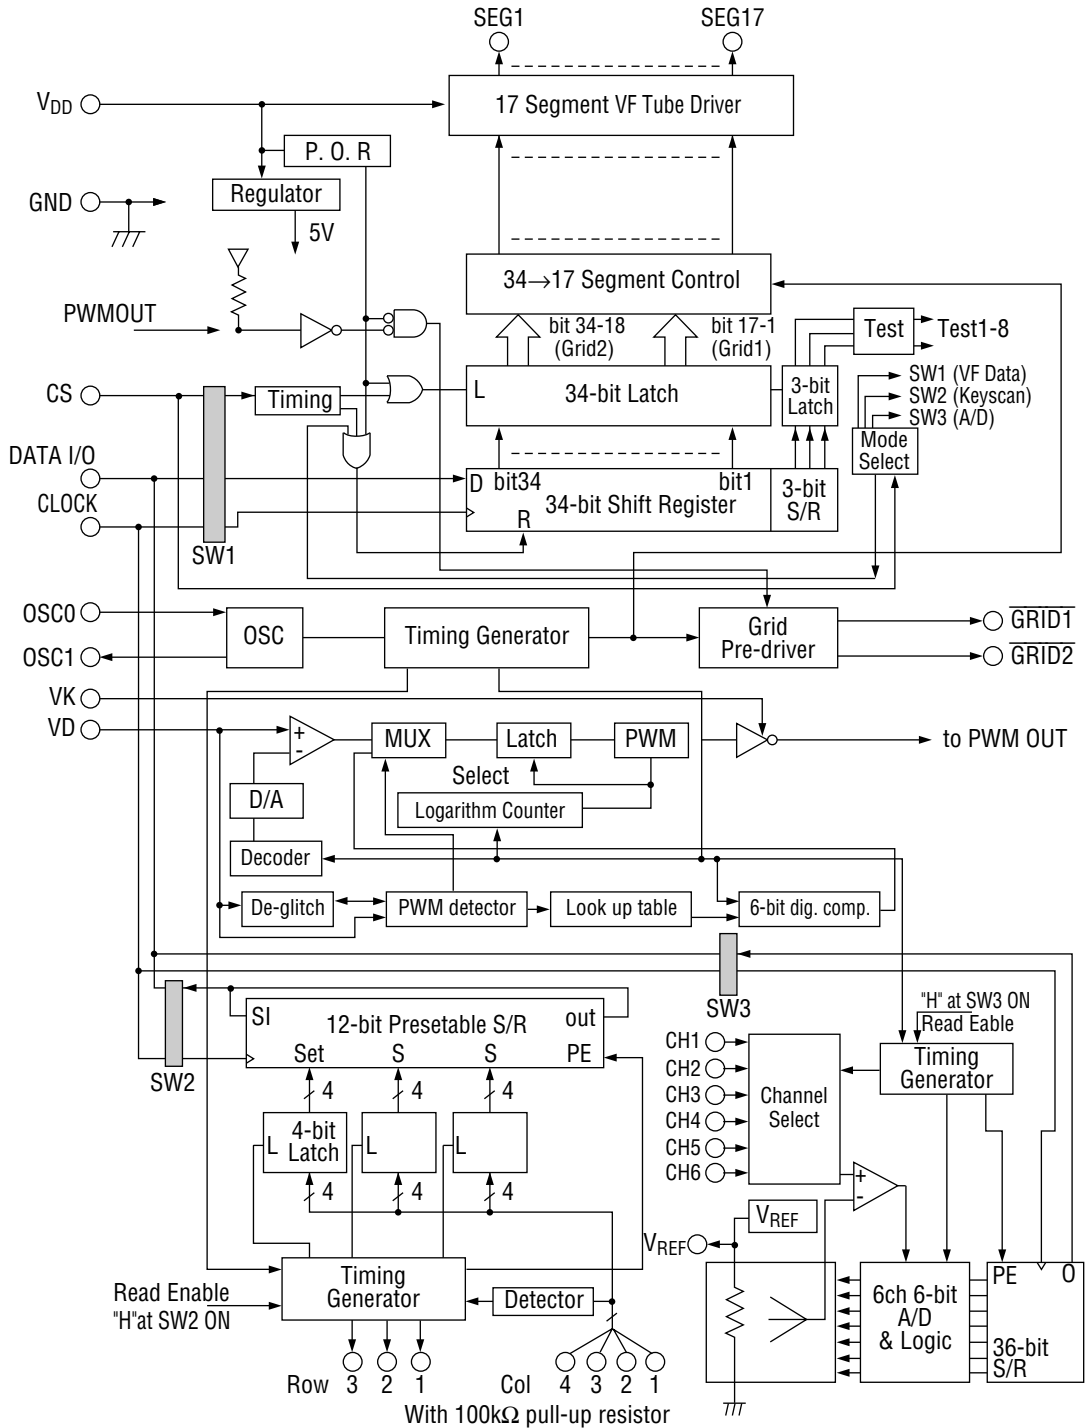 SEG1 SEG17
VDD
17 Segment VF Tube Driver
P. O. R
GND
Regulator
5V
34→17 Segment Control
PWMOUT
bit 34-18
(Grid2)
bit 17-1
(Grid1)
Test
Test1-8
CS
Timing
L
34-bit Latch
3-bit
Latch
SW1 (VF Data)
SW2 (Keyscan)
SW3 (A/D)
Mode
Select
DATA I/O
CLOCK
SW1
D bit34 bit1
34-bit Shift Register
R
3-bit
S/R
OSC0
OSC1
OSC
Timing Generator
Grid
Pre-driver
GRID1
GRID2
VK
VD
+
-
MUX
Latch
PWM
to PWM OUT
Select
D/A
Logarithm Counter
Decoder
De-glitch
PWM detector
Look up table
6-bit dig. comp.
SW3
"H" at SW3 ON
Read Eable
SI
12-bit Presetable S/R
out
Set S S PE
SW2
Timing
Generator
CH1
CH2
CH3
CH4
CH5
CH6
Channel
Select
4 4 4
L
4-bit
Latch
L
L
4 4 4
+
-
VREF
VREF
PE
O
Read Enable
"H"at SW2 ON
Timing
Generator
Detector
6ch 6-bit
A/D
& Logic
36-bit
S/R
Row 3 2 1
Col 4 3 2 1
With 100kΩ pull-up resistor